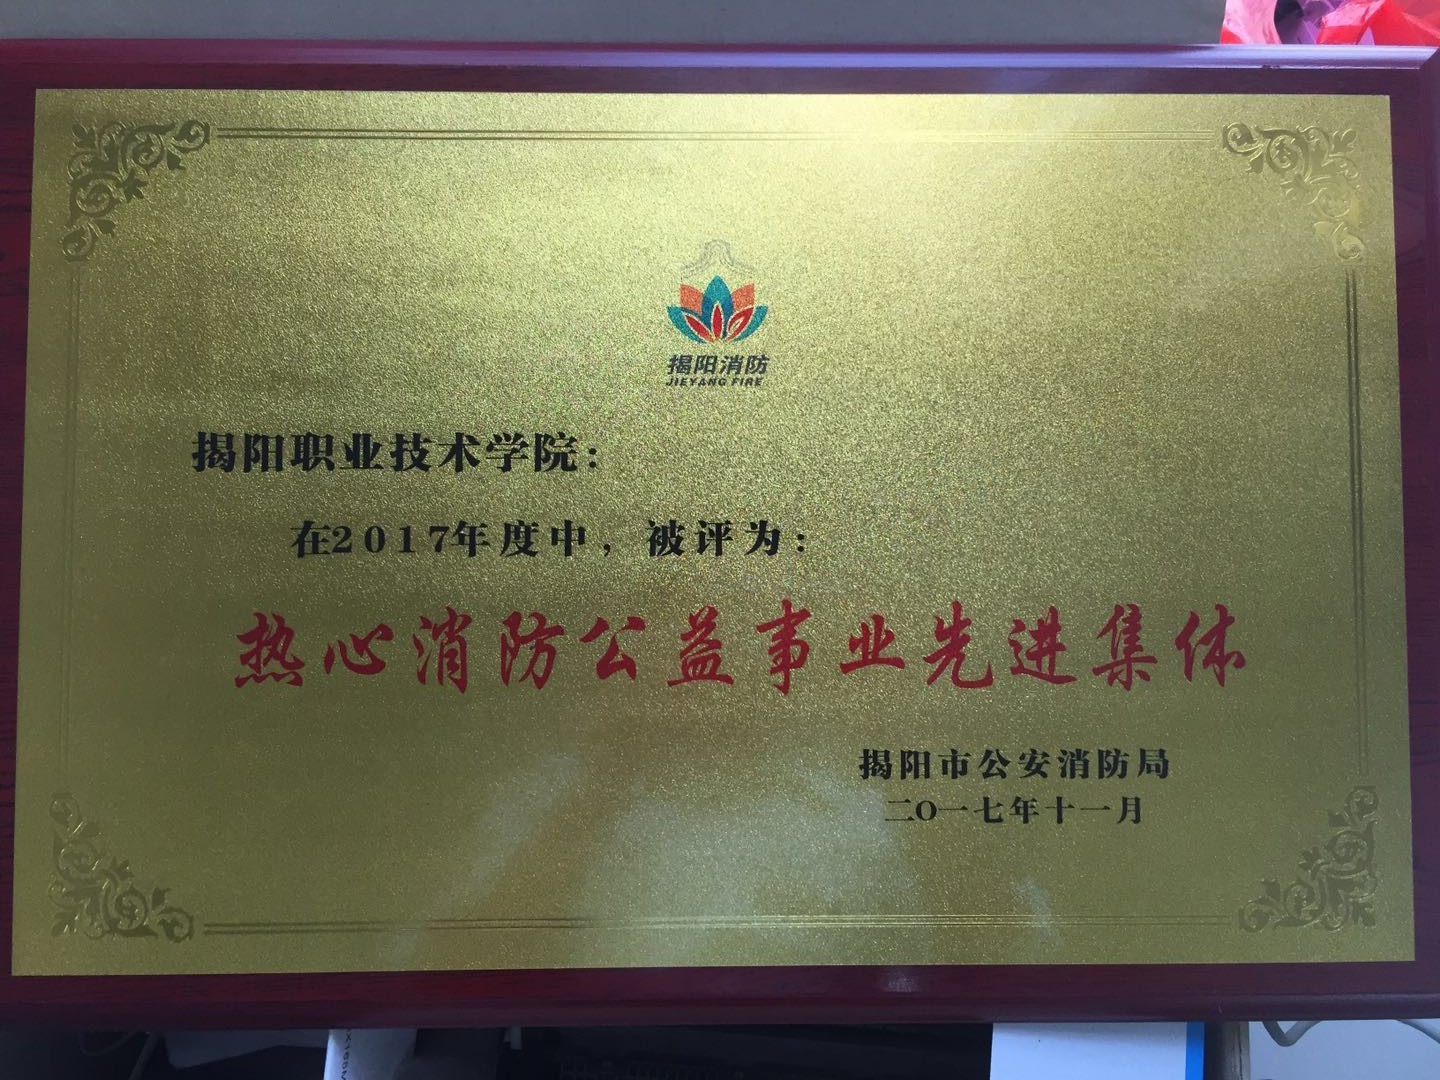 揭阳消防
JIEYANG FIRE
揭阳职业技术学院：
在2017年度中，被评为：
热心消防公益事业先进集体
揭阳市公安消防局
二〇一七年十一月